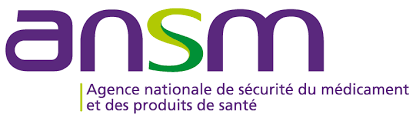 ansm
Agence nationale de sécurité du médicament
et des produits de santé